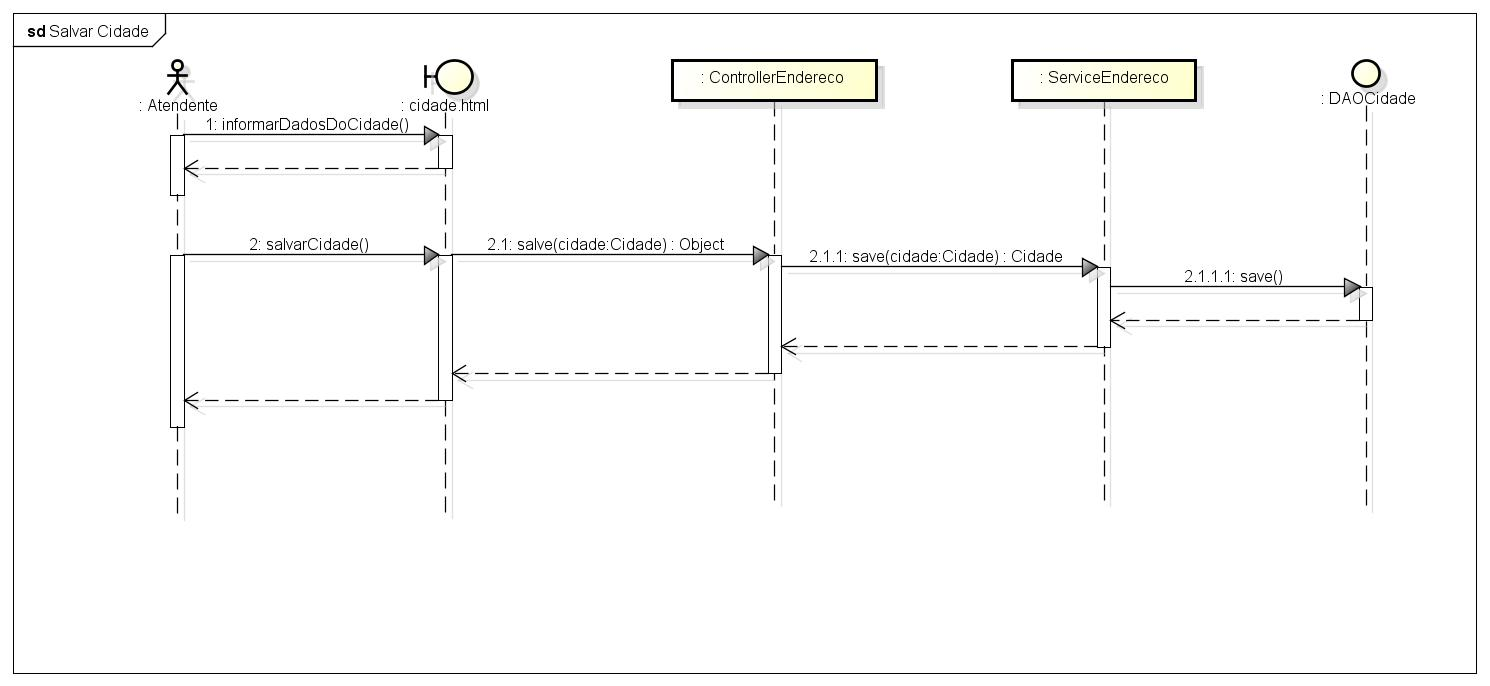 sd Salvar Cidade
: Atendente
: cidade.html
: ControllerEndereco
: ServiceEndereco
: DAOCidade
1: informarDadosDoCidade()
2: salvarCidade()
2.1: salve(cidade:Cidade) : Object
2.1.1: save(cidade:Cidade) : Cidade
2.1.1.1: save()